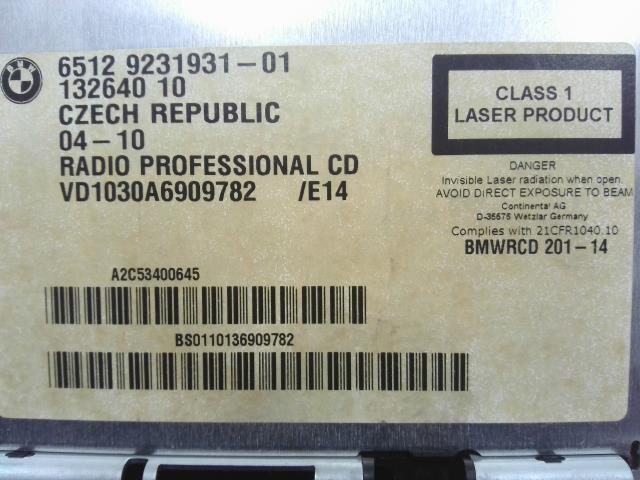 BMW
6512 9231931-01
132640 10
CZECH REPUBLIC
04-10
RADIO PROFESSIONAL CD
VD1030A6909782 /E14
CLASS 1
LASER PRODUCT
DANGER
Invisible Laser radiation when open.
AVOID DIRECT EXPOSURE TO BEAM
Continental AG
D-35576 Wetzlar Germany
Complies with 21CFR1040.10
BMWRCD 201-14
A2C53400645
BS0110136909782